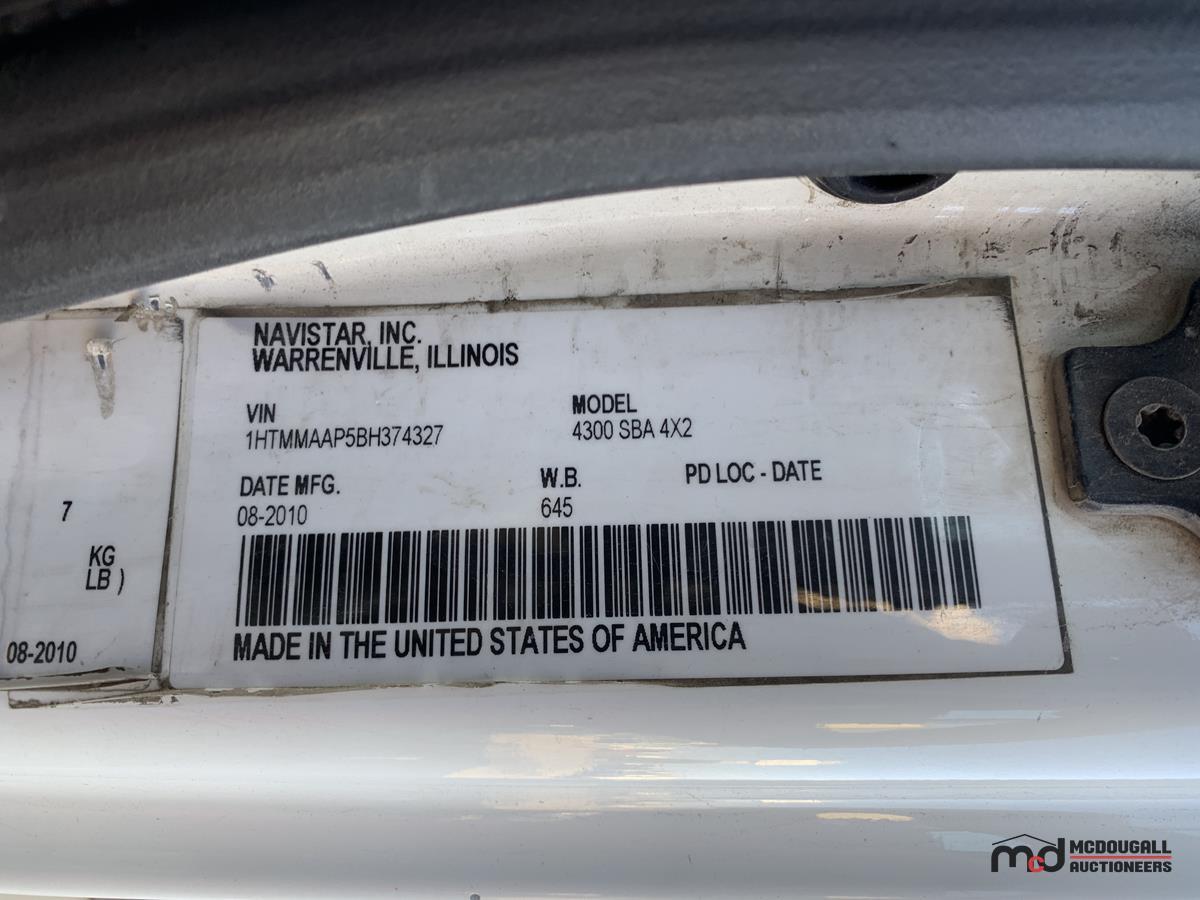 NAVISTAR, INC.
WARRENVILLE, ILLINOIS
VIN
1HTMMAAP5BH374327
MODEL
4300 SBA 4X2
DATE MFG.
08-2010
W.B.
645
PD LOC - DATE
MADE IN THE UNITED STATES OF AMERICA
7
KG
LB )
08-2010
mcd MCDOUGALL
AUCTIONEERS